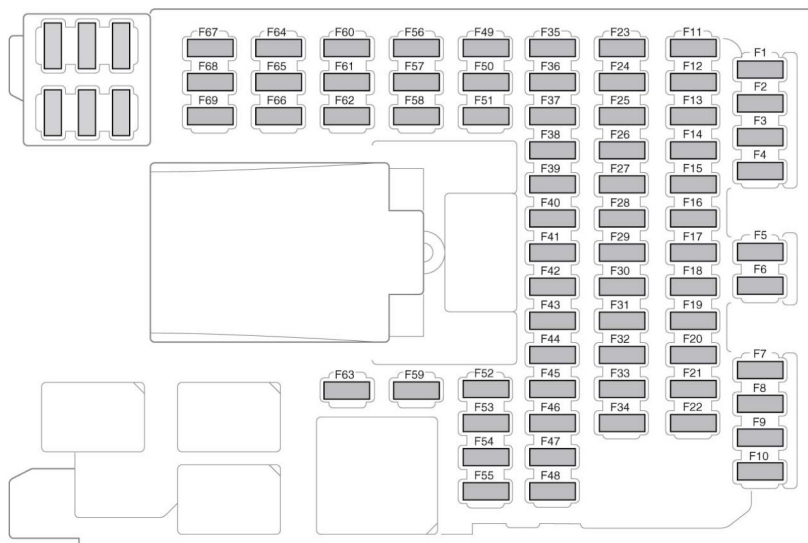 F67 F64 F60 F56 F49 F35 F23 F11
F1
F68 F65 F61 F57 F50 F36 F24 F12
F2
F69 F66 F62 F58 F51 F37 F25 F13
F3
F38 F26 F14
F4
F39 F27 F15
F40 F28 F16
F41 F29 F17 F5
F42 F30 F18 F6
F43 F31 F19
F44 F32 F20
F7
F63 F59 F52 F45 F33 F21
F8
F53 F46 F34 F22
F9
F54 F47
F10
F55 F48